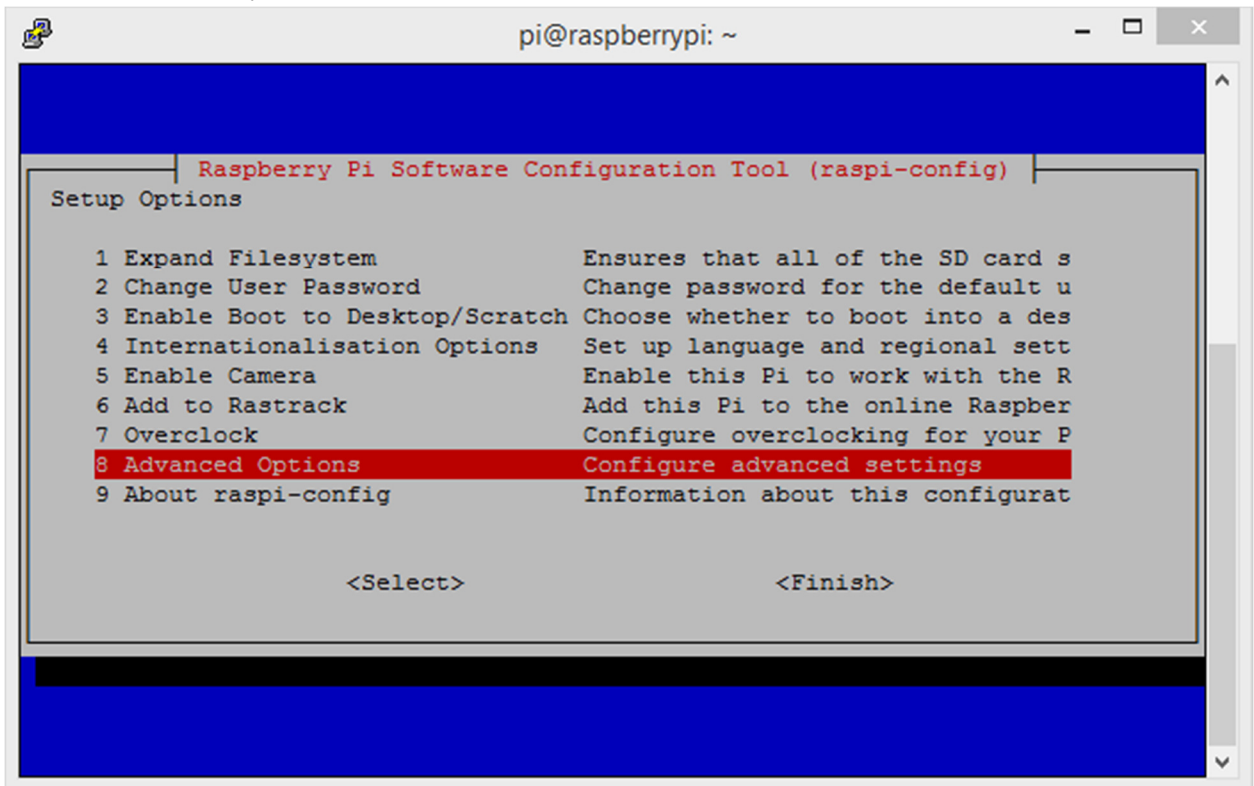 pi@raspberrypi: ~
Raspberry Pi Software Configuration Tool (raspi-config)
Setup Options
1 Expand Filesystem Ensures that all of the SD card s
2 Change User Password Change password for the default u
3 Enable Boot to Desktop/Scratch Choose whether to boot into a des
4 Internationalisation Options Set up language and regional sett
5 Enable Camera Enable this Pi to work with the R
6 Add to Rastrack Add this Pi to the online Raspber
7 Overclock Configure overclocking for your P
8 Advanced Options Configure advanced settings
9 About raspi-config Information about this configurat
<Select> <Finish>